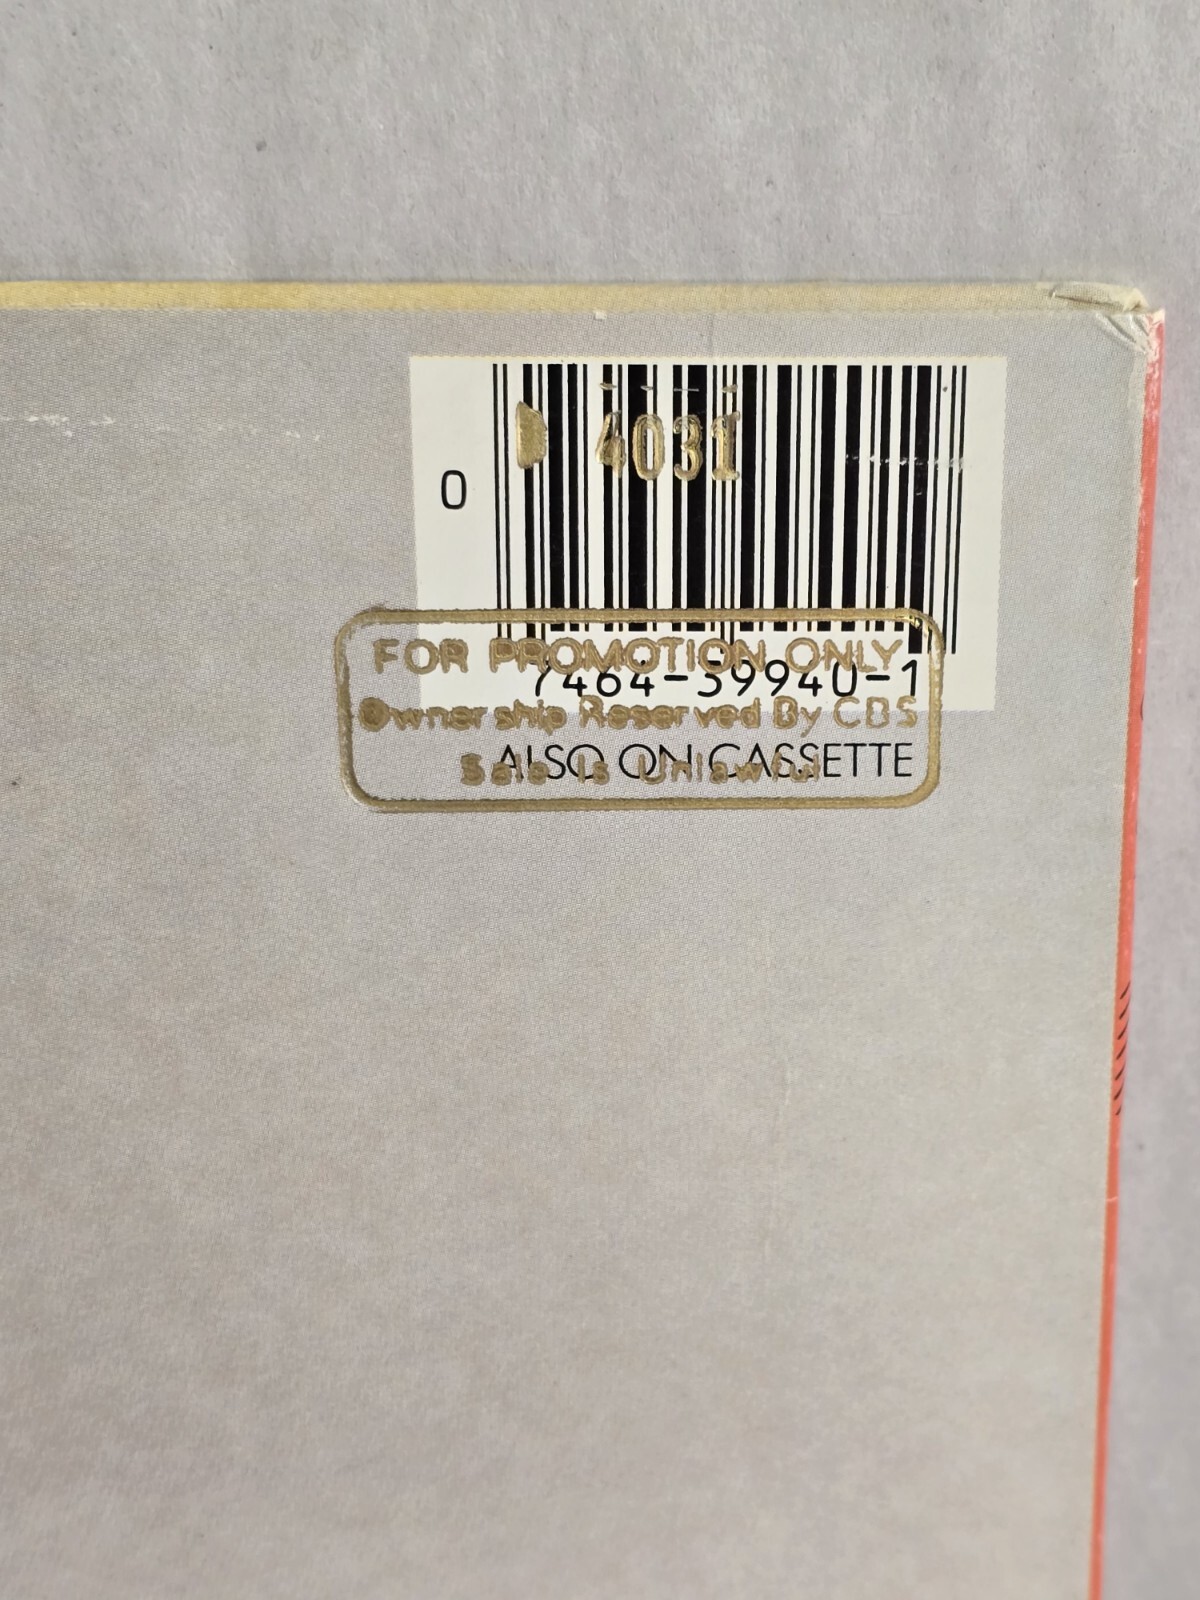 4031
0
FOR PROMOTION ONLY
7464-39940-1
Ownership Reserved By CBS
ALSO ON CASSETTE
Sale Is Unlawful